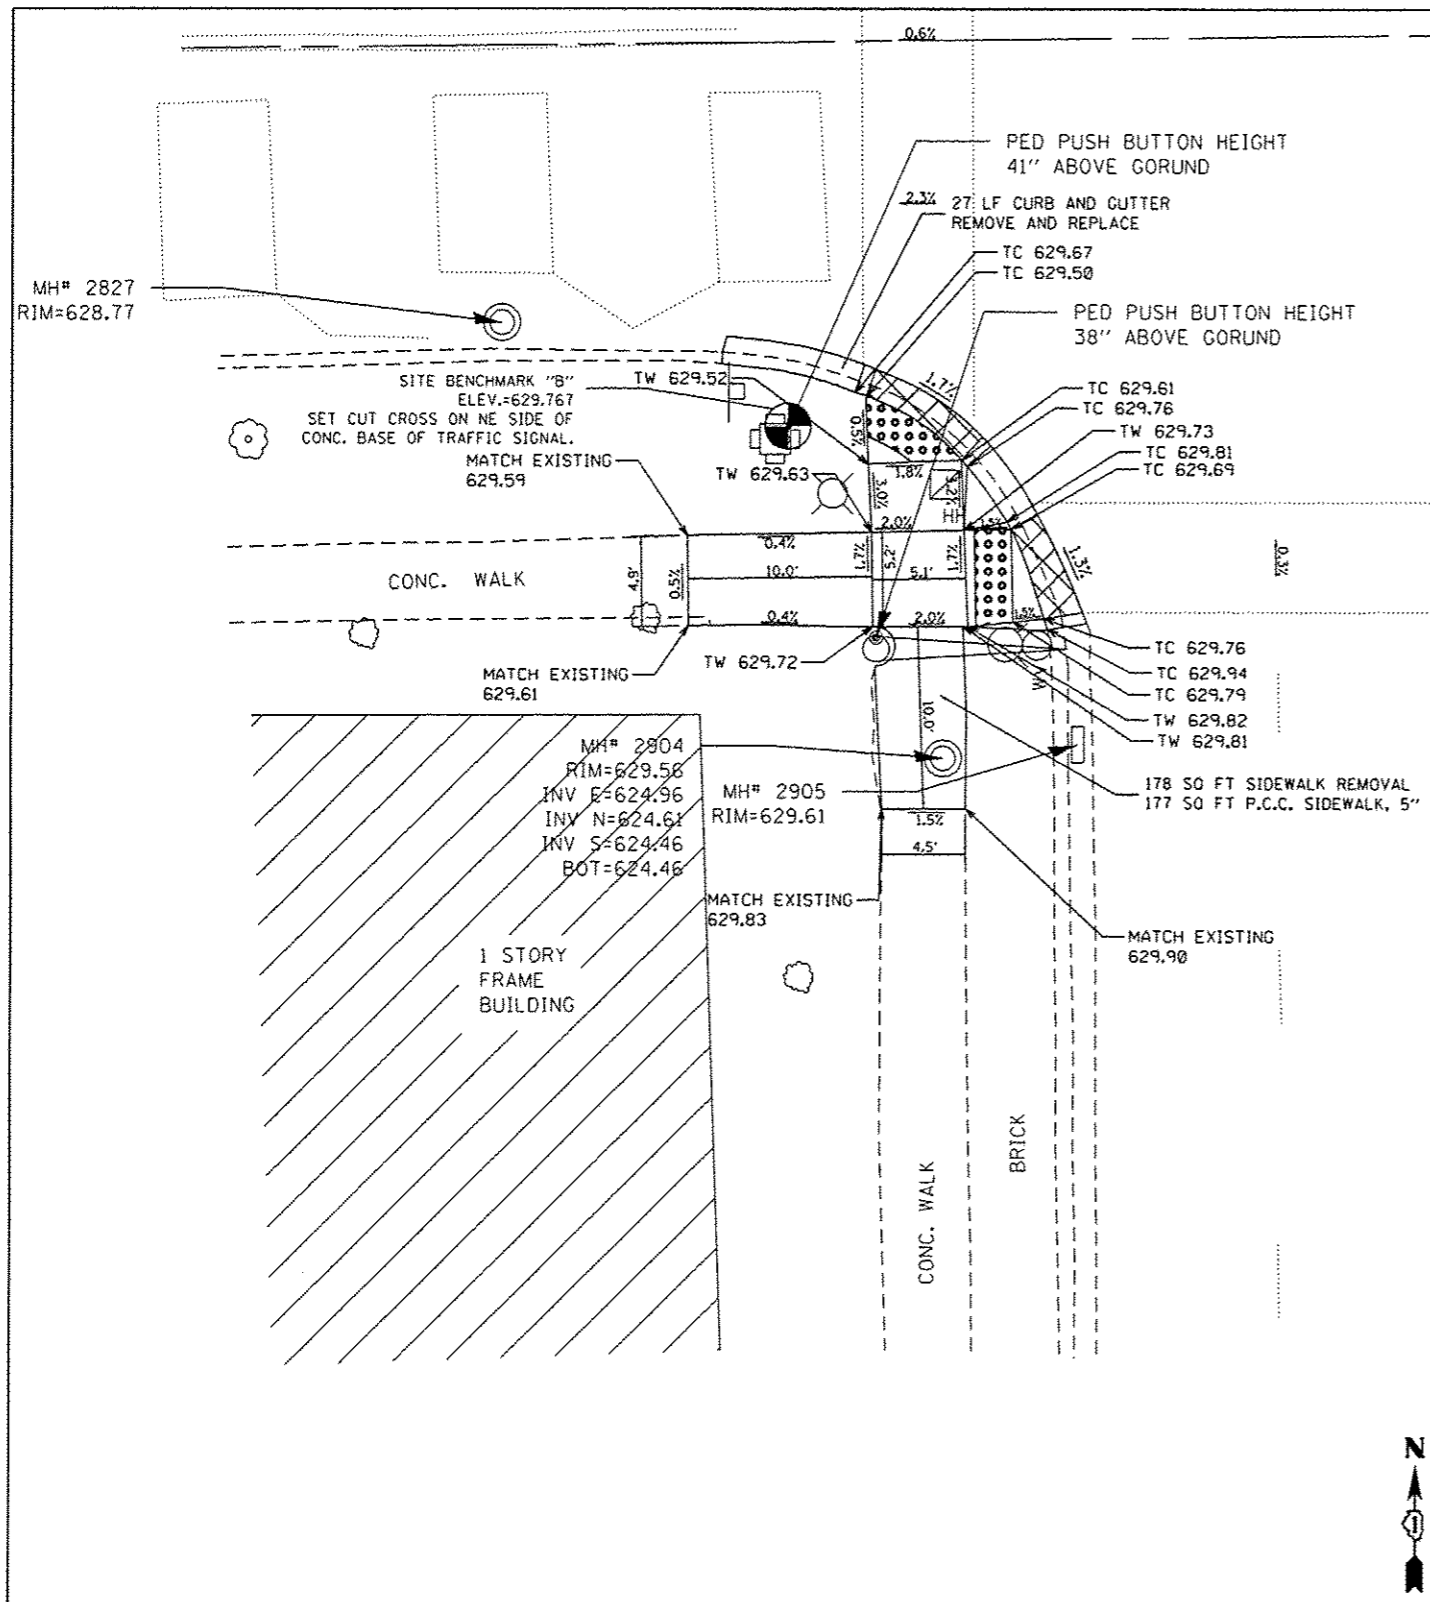 0.6%
PED PUSH BUTTON HEIGHT
41" ABOVE GORUND
2.3%
27 LF CURB AND GUTTER
REMOVE AND REPLACE
TC 629.67
TC 629.50
MH# 2827
RIM=628.77
PED PUSH BUTTON HEIGHT
38" ABOVE GORUND
SITE BENCHMARK "B"
ELEV.=629.767
SET CUT CROSS ON NE SIDE OF
CONC. BASE OF TRAFFIC SIGNAL.
TW 629.52
1.7%
TC 629.61
TC 629.76
TW 629.73
TC 629.81
TC 629.69
0.5%
1.8%
MATCH EXISTING
629.59
TW 629.63
3.0%
3.2%
HH
2.0%
1.5%
0.4%
1.7%
5.2'
1.7%
1.3%
0.3%
CONC. WALK
4.9'
0.5%
10.0'
5.1'
0.4%
2.0%
1.5%
TW 629.72
MATCH EXISTING
629.61
WM
TC 629.76
TC 629.94
TC 629.79
TW 629.82
TW 629.81
10.0'
MH# 2904
RIM=629.56
INV E=624.96
INV N=624.61
INV S=624.46
BOT=624.46
MH# 2905
RIM=629.61
178 SQ FT SIDEWALK REMOVAL
177 SQ FT P.C.C. SIDEWALK, 5"
1.5%
4.5'
MATCH EXISTING
629.83
MATCH EXISTING
629.90
1 STORY
FRAME
BUILDING
CONC. WALK
BRICK
N